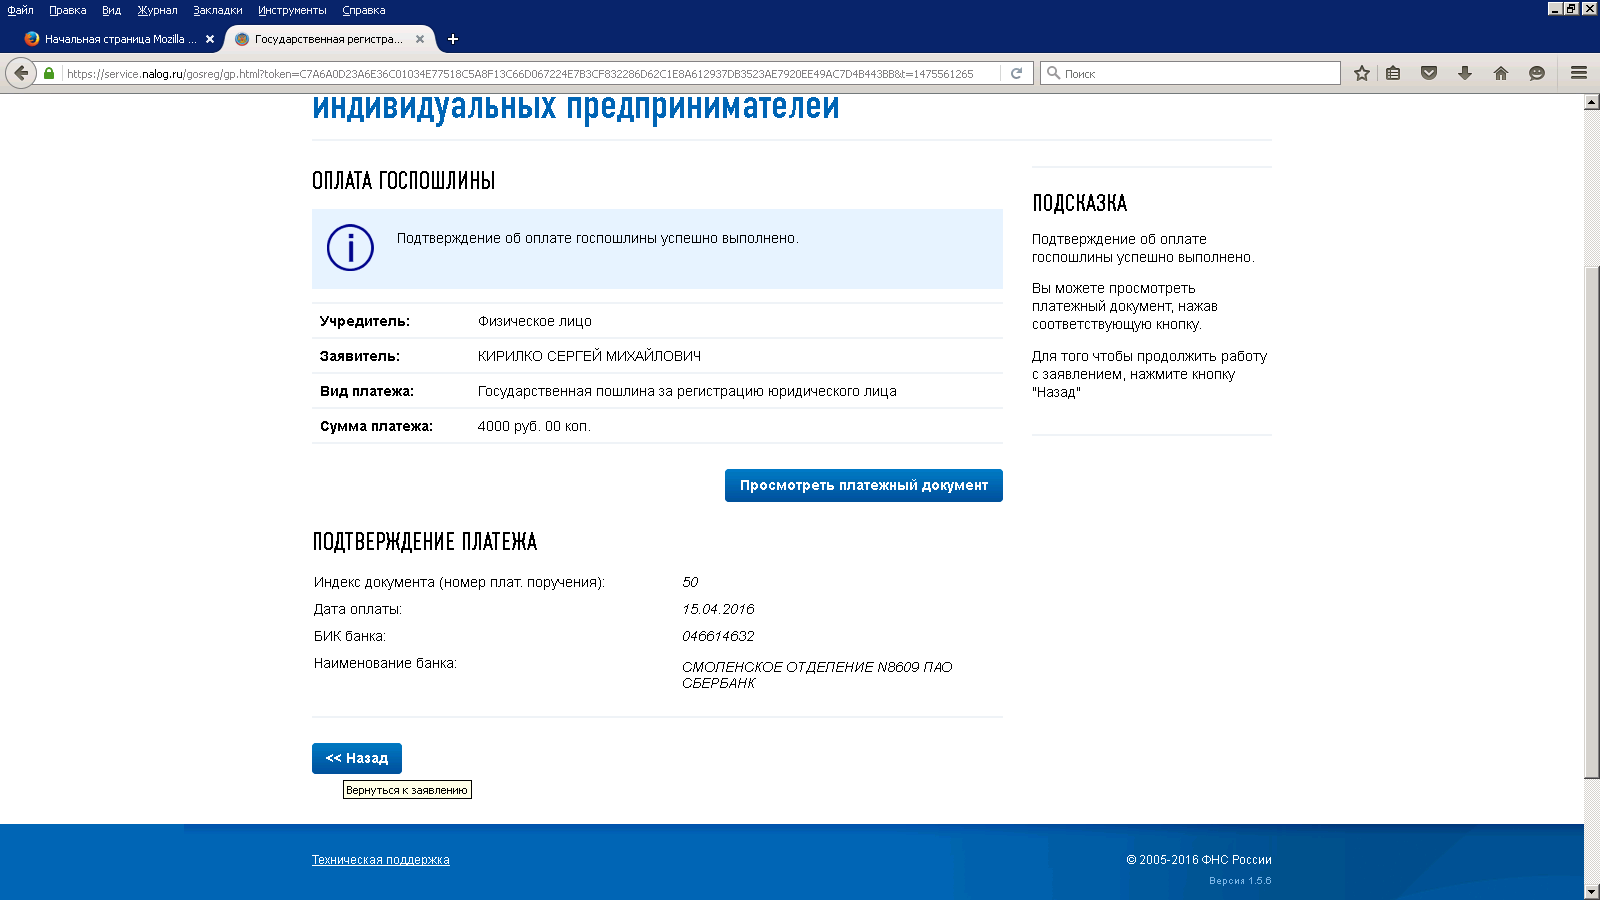 Файл Правка Вид Журнал Закладки Инструменты Справка
Начальная страница Mozilla ...
Государственная регистра...
https://service.nalog.ru/gosreg/gp.html?token=C7A6A0D23A6E36C01034E77518C5A8F13C66D067224E7B3CF832286D62C1E8A612937DB3523AE7920EE49AC7D4B443BB&t=1475561265
Поиск
индивидуальных предпринимателей
ОПЛАТА ГОСПОШЛИНЫ
Подтверждение об оплате госпошлины успешно выполнено.
Учредитель: Физическое лицо
Заявитель: КИРИЛКО СЕРГЕЙ МИХАЙЛОВИЧ
Вид платежа: Государственная пошлина за регистрацию юридического лица
Сумма платежа: 4000 руб. 00 коп.
Просмотреть платежный документ
ПОДТВЕРЖДЕНИЕ ПЛАТЕЖА
Индекс документа (номер плат. поручения): 50
Дата оплаты: 15.04.2016
БИК банка: 046614632
Наименование банка: СМОЛЕНСКОЕ ОТДЕЛЕНИЕ N8609 ПАО
СБЕРБАНК
<< Назад
Вернуться к заявлению
ПОДСКАЗКА
Подтверждение об оплате
госпошлины успешно выполнено.
Вы можете просмотреть
платежный документ, нажав
соответствующую кнопку.
Для того чтобы продолжить работу
с заявлением, нажмите кнопку
"Назад"
Техническая поддержка
© 2005-2016 ФНС России
Версия 1.5.6